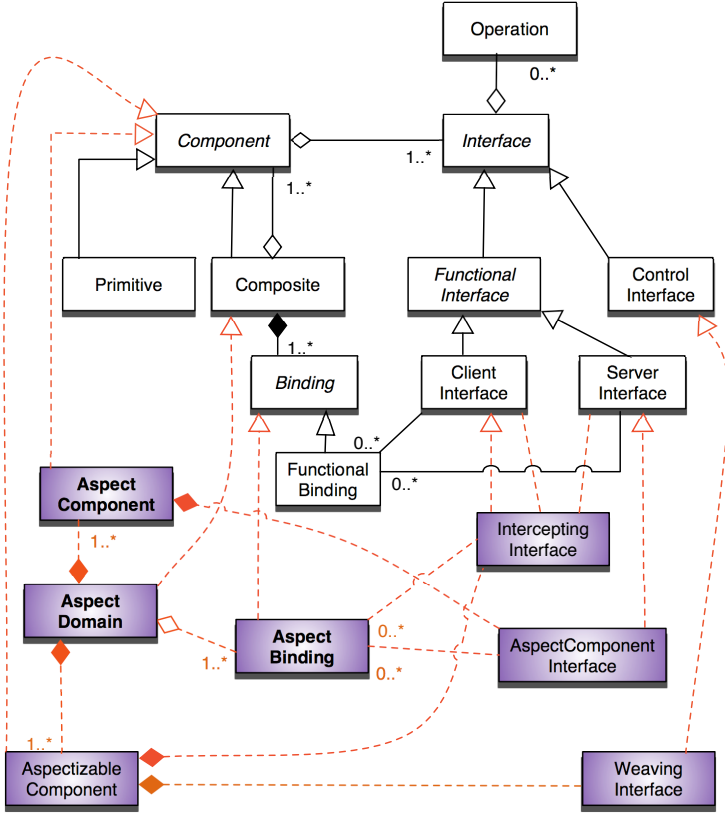 Operation
0..*
Component
Interface
1..*
1..*
Primitive
Composite
Functional
Interface
Control
Interface
1..*
Binding
Client
Interface
Server
Interface
0..*
Functional
Binding
0..*
Aspect
Component
Intercepting
Interface
1..*
Aspect
Domain
Aspect
Binding
0..*
AspectComponent
Interface
1..*
0..*
1..*
Aspectizable
Component
Weaving
Interface